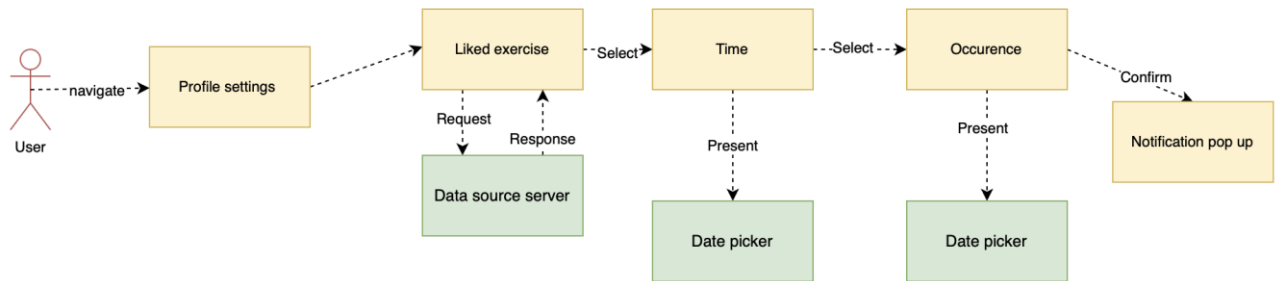 User
navigate
Profile settings
Liked exercise
Request
Response
Data source server
Select
Time
Present
Date picker
Select
Occurence
Present
Date picker
Confirm
Notification pop up